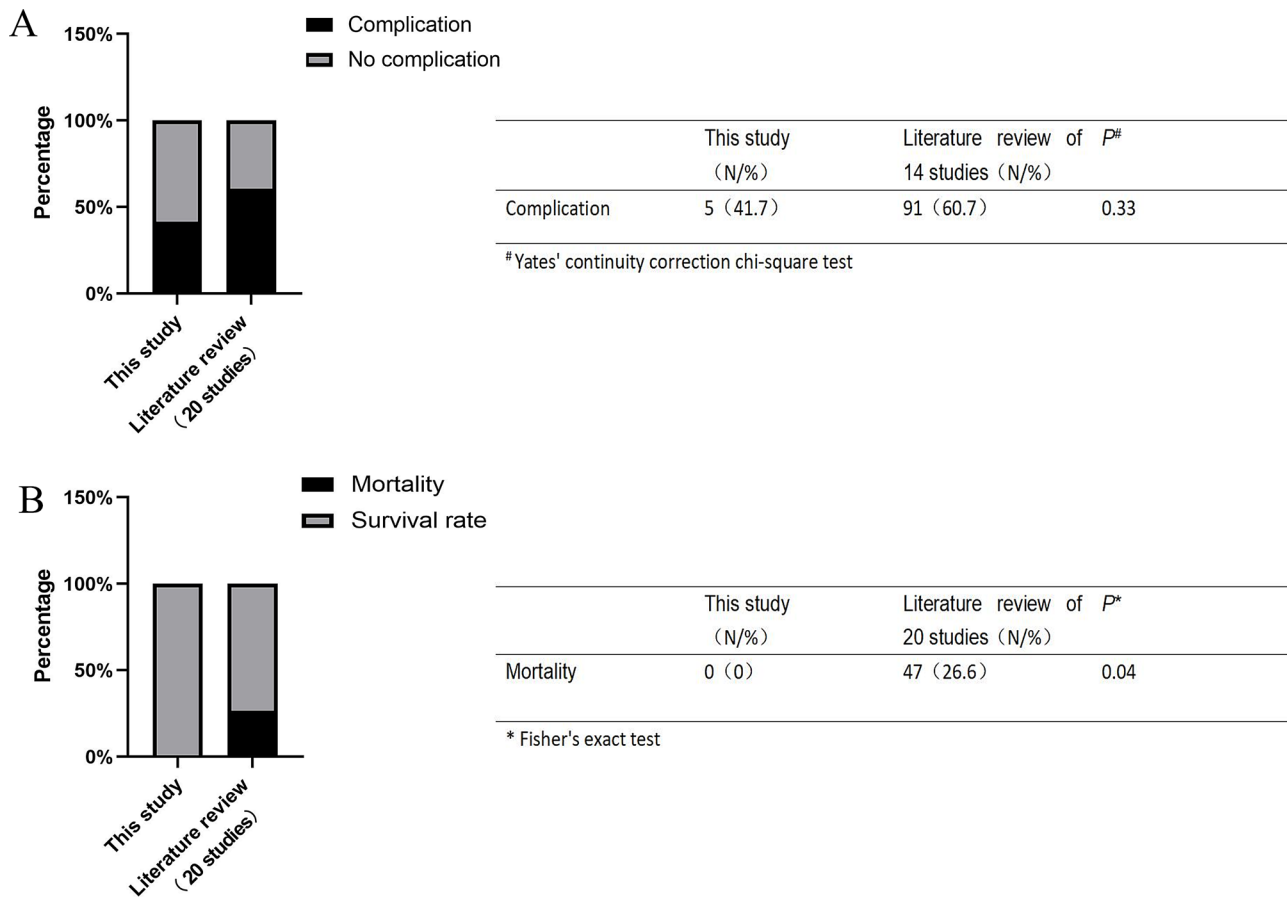 A
150%
100%
50%
0%
Percentage
Complication
No complication
This study
Literature review
（20 studies）
This study Literature review of P#
（N/%） 14 studies（N/%）
Complication 5（41.7） 91（60.7） 0.33
#Yates' continuity correction chi-square test
B
150%
100%
50%
0%
Percentage
Mortality
Survival rate
This study
Literature review
（20 studies）
This study Literature review of P*
（N/%） 20 studies（N/%）
Mortality 0（0） 47（26.6） 0.04
* Fisher's exact test